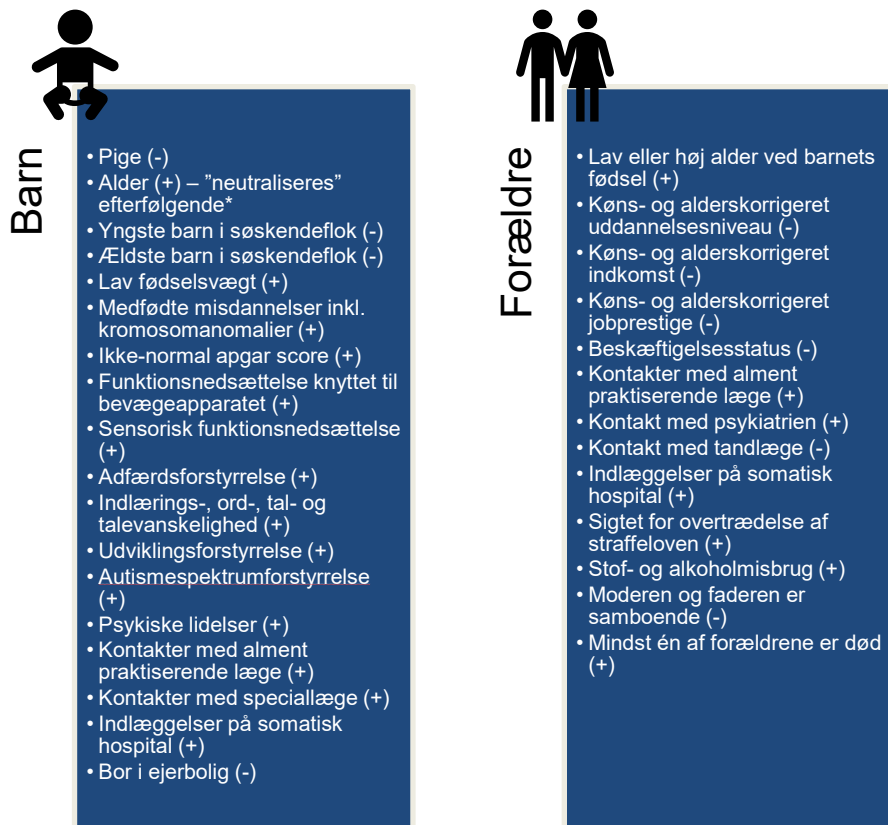 Barn
• Pige (-)
• Alder (+) – ”neutraliseres”
efterfølgende*
• Yngste barn i søskendeflok (-)
• Ældste barn i søskendeflok (-)
• Lav fødselsvægt (+)
• Medfødte misdannelser inkl.
kromosomanomalier (+)
• Ikke-normal apgar score (+)
• Funktionsnedsættelse knyttet til
bevægeapparatet (+)
• Sensorisk funktionsnedsættelse
(+)
• Adfærdsforstyrrelse (+)
• Indlærings-, ord-, tal- og
talevanskelighed (+)
• Udviklingsforstyrrelse (+)
• Autismespektrumforstyrrelse
(+)
• Psykiske lidelser (+)
• Kontakter med alment
praktiserende læge (+)
• Kontakter med speciallæge (+)
• Indlæggelser på somatisk
hospital (+)
• Bor i ejerbolig (-)
Forældre
• Lav eller høj alder ved barnets
fødsel (+)
• Køns- og alderskorrigeret
uddannelsesniveau (-)
• Køns- og alderskorrigeret
indkomst (-)
• Køns- og alderskorrigeret
jobprestige (-)
• Beskæftigelsesstatus (-)
• Kontakter med alment
praktiserende læge (+)
• Kontakt med psykiatrien (+)
• Kontakt med tandlæge (-)
• Indlæggelser på somatisk
hospital (+)
• Sigtet for overtrædelse af
straffeloven (+)
• Stof- og alkoholmisbrug (+)
• Moderen og faderen er
samboende (-)
• Mindst én af forældrene er død
(+)